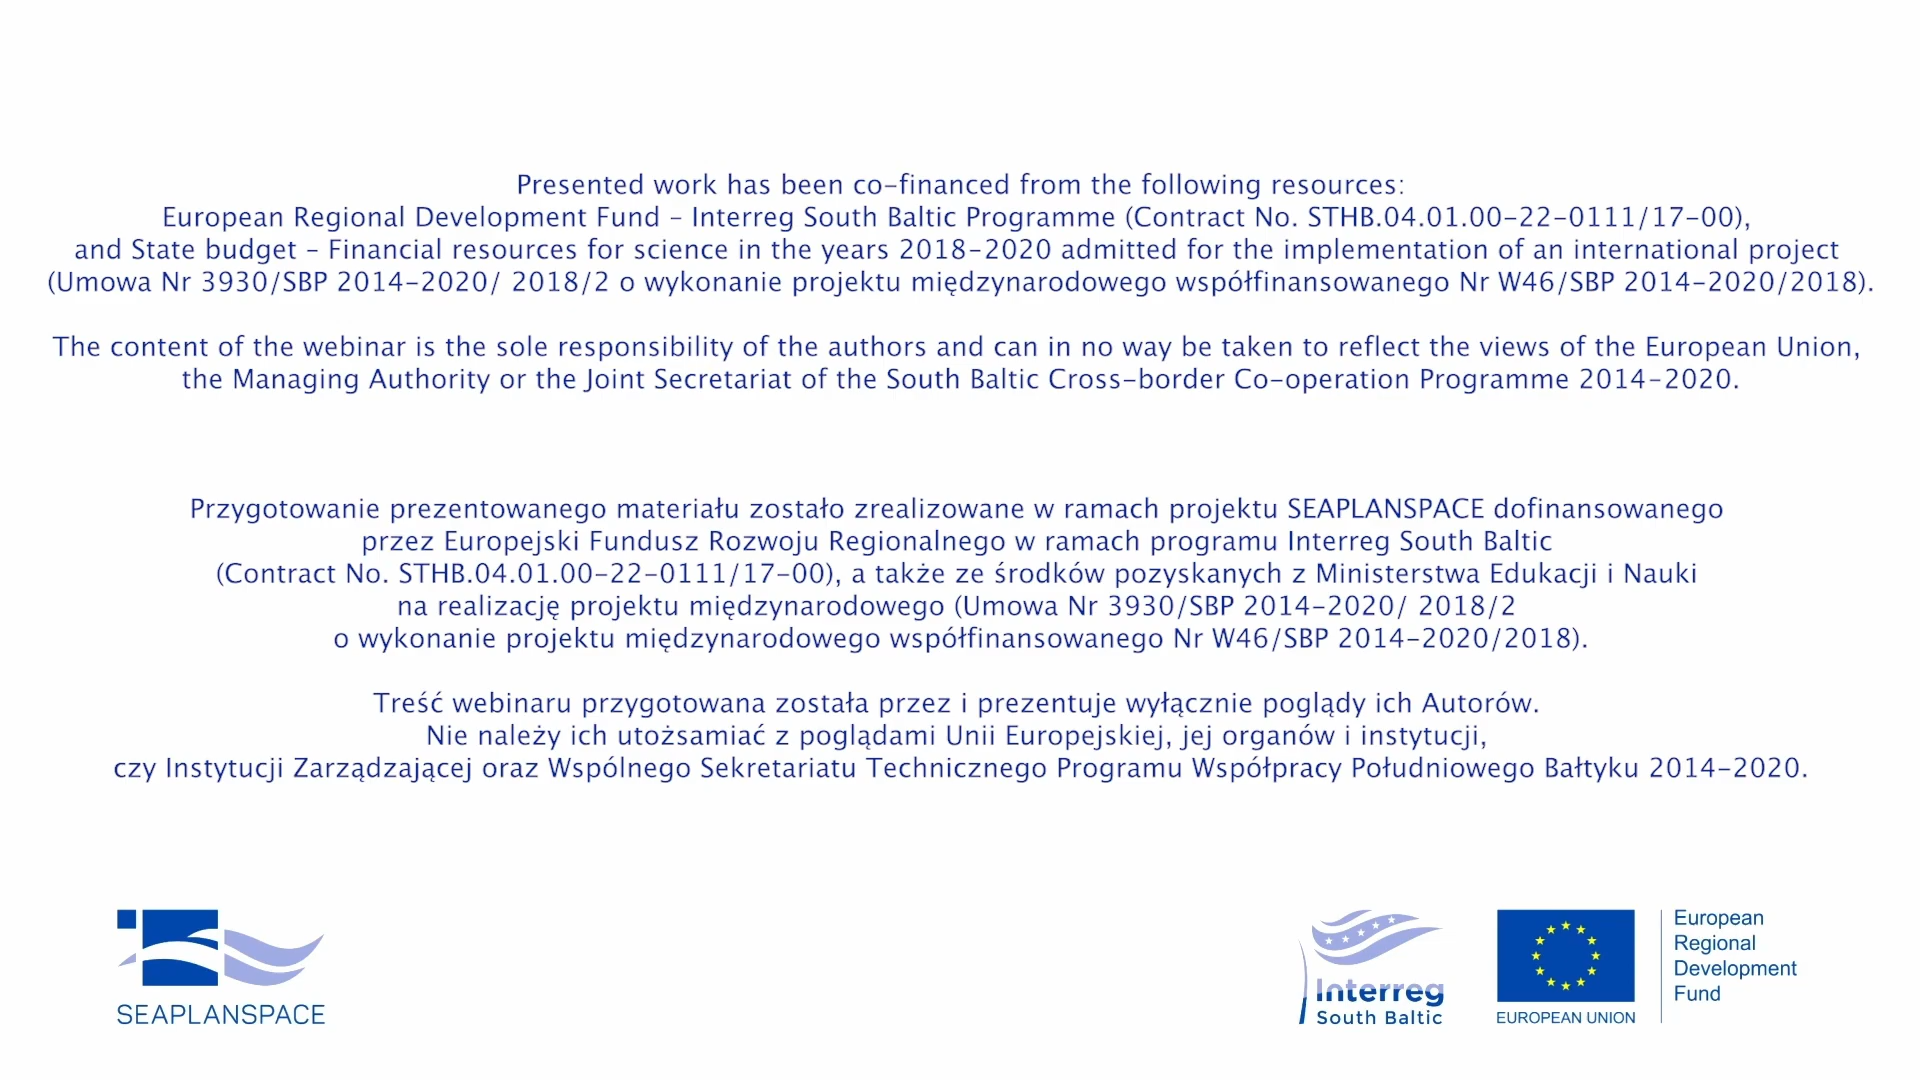 Presented work has been co-financed from the following resources:
European Regional Development Fund - Interreg South Baltic Programme (Contract No. STHB.04.01.00-22-0111/17-00),
and State budget - Financial resources for science in the years 2018-2020 admitted for the implementation of an international project
(Umowa Nr 3930/SBP 2014-2020/ 2018/2 o wykonanie projektu międzynarodowego współfinansowanego Nr W46/SBP 2014-2020/2018).
The content of the webinar is the sole responsibility of the authors and can in no way be taken to reflect the views of the European Union,
the Managing Authority or the Joint Secretariat of the South Baltic Cross-border Co-operation Programme 2014-2020.
Przygotowanie prezentowanego materiału zostało zrealizowane w ramach projektu SEAPLANSPACE dofinansowanego
przez Europejski Fundusz Rozwoju Regionalnego w ramach programu Interreg South Baltic
(Contract No. STHB.04.01.00-22-0111/17-00), a także ze środków pozyskanych z Ministerstwa Edukacji i Nauki
na realizację projektu międzynarodowego (Umowa Nr 3930/SBP 2014-2020/ 2018/2
o wykonanie projektu międzynarodowego współfinansowanego Nr W46/SBP 2014-2020/2018).
Treść webinaru przygotowana została przez i prezentuje wyłącznie poglądy ich Autorów.
Nie należy ich utożsamiać z poglądami Unii Europejskiej, jej organów i instytucji,
czy Instytucji Zarządzającej oraz Wspólnego Sekretariatu Technicznego Programu Współpracy Południowego Bałtyku 2014-2020.
SEAPLANSPACE
Interreg
South Baltic
EUROPEAN UNION
European
Regional
Development
Fund